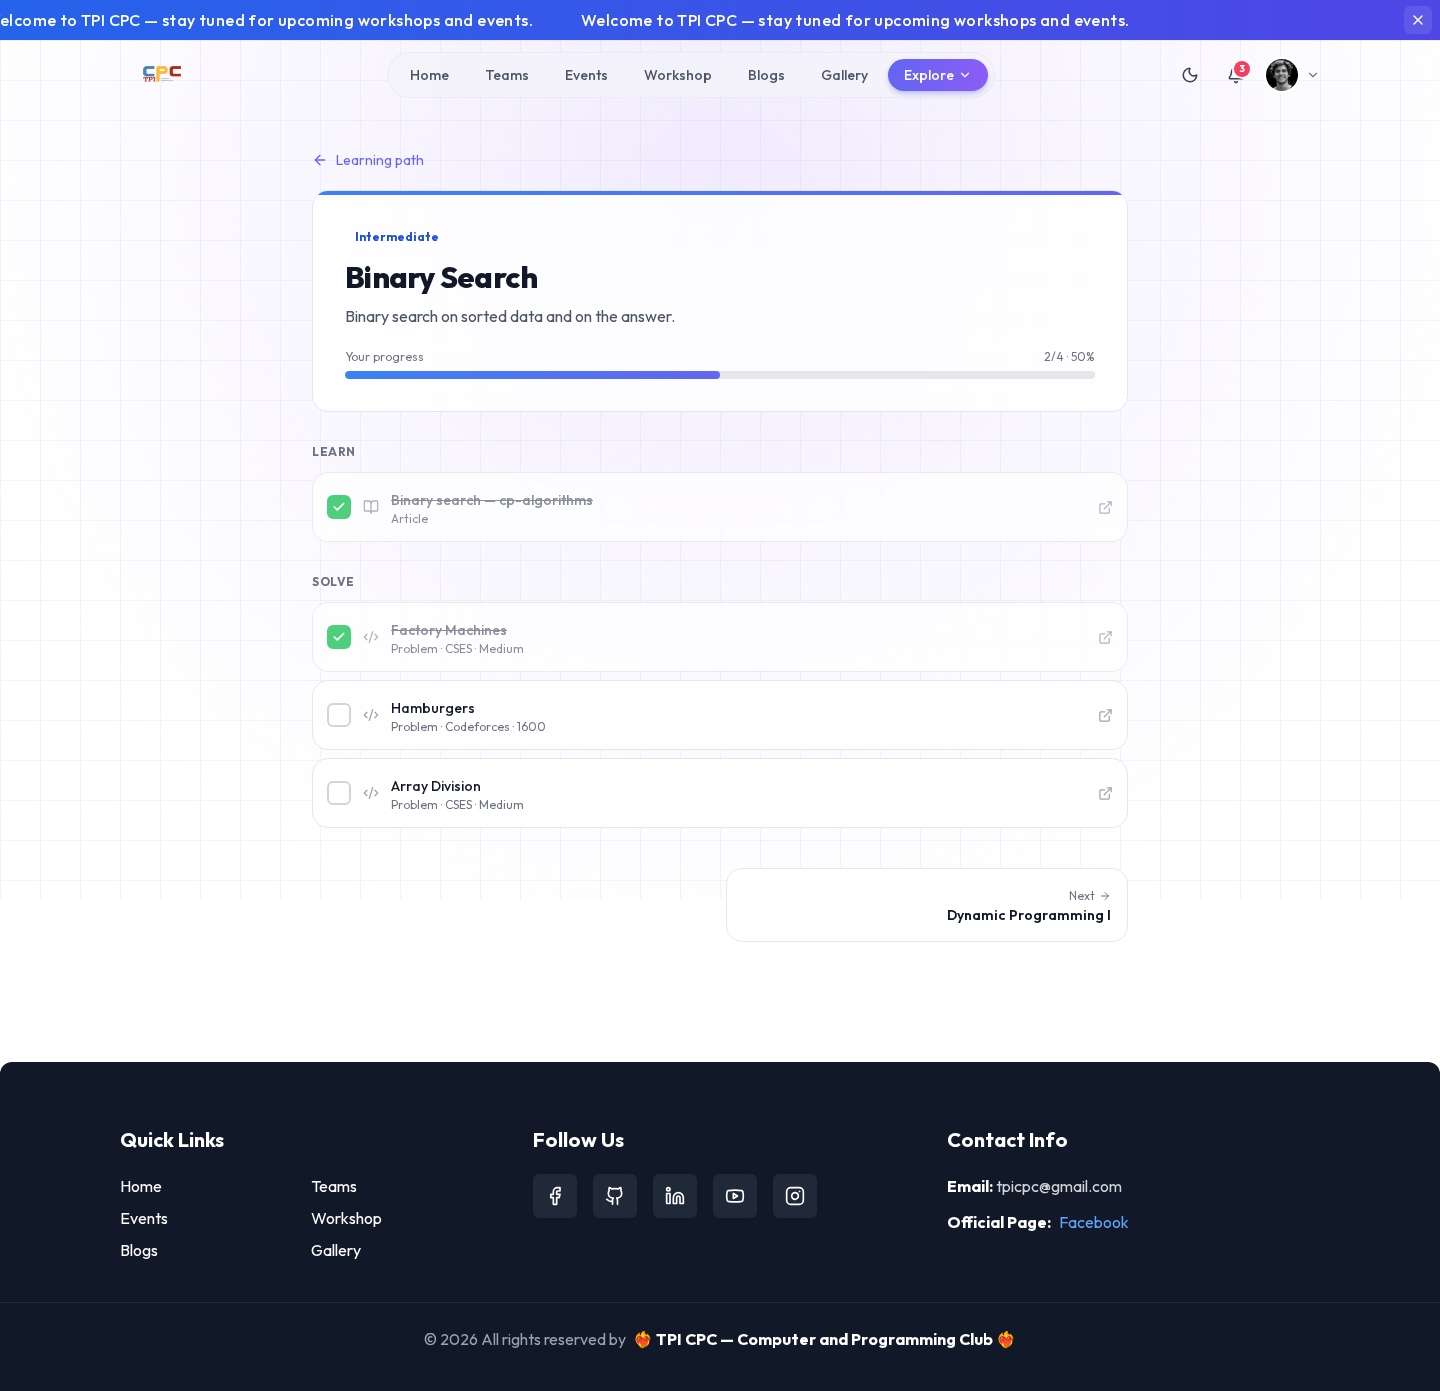 elcome to TPI CPC — stay tuned for upcoming workshops and events. Welcome to TPI CPC — stay tuned for upcoming workshops and events.
CPC
TPI
Home Teams Events Workshop Blogs Gallery Explore
3
Learning path
Intermediate
Binary Search
Binary search on sorted data and on the answer.
Your progress 2/4 · 50%
LEARN
Binary search — cp-algorithms
Article
SOLVE
Factory Machines
Problem · CSES · Medium
Hamburgers
Problem · Codeforces · 1600
Array Division
Problem · CSES · Medium
Next →
Dynamic Programming I
Quick Links
Home
Teams
Events
Workshop
Blogs
Gallery
Follow Us
Contact Info
Email: tpicpc@gmail.com
Official Page: Facebook
© 2026 All rights reserved by ❤️‍🔥 TPI CPC — Computer and Programming Club ❤️‍🔥